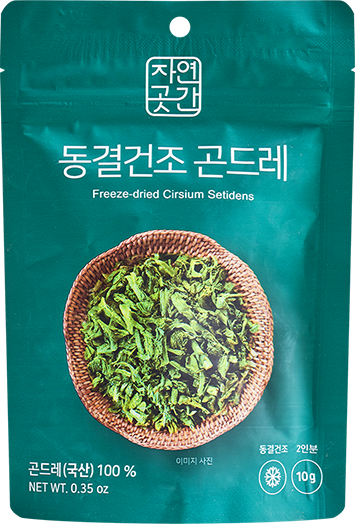 자연
곳간
동결건조 곤드레
Freeze-dried Cirsium Setidens
이미지 사진
동결건조 2인분
10g
곤드레(국산) 100 %
NET WT. 0.35 oz